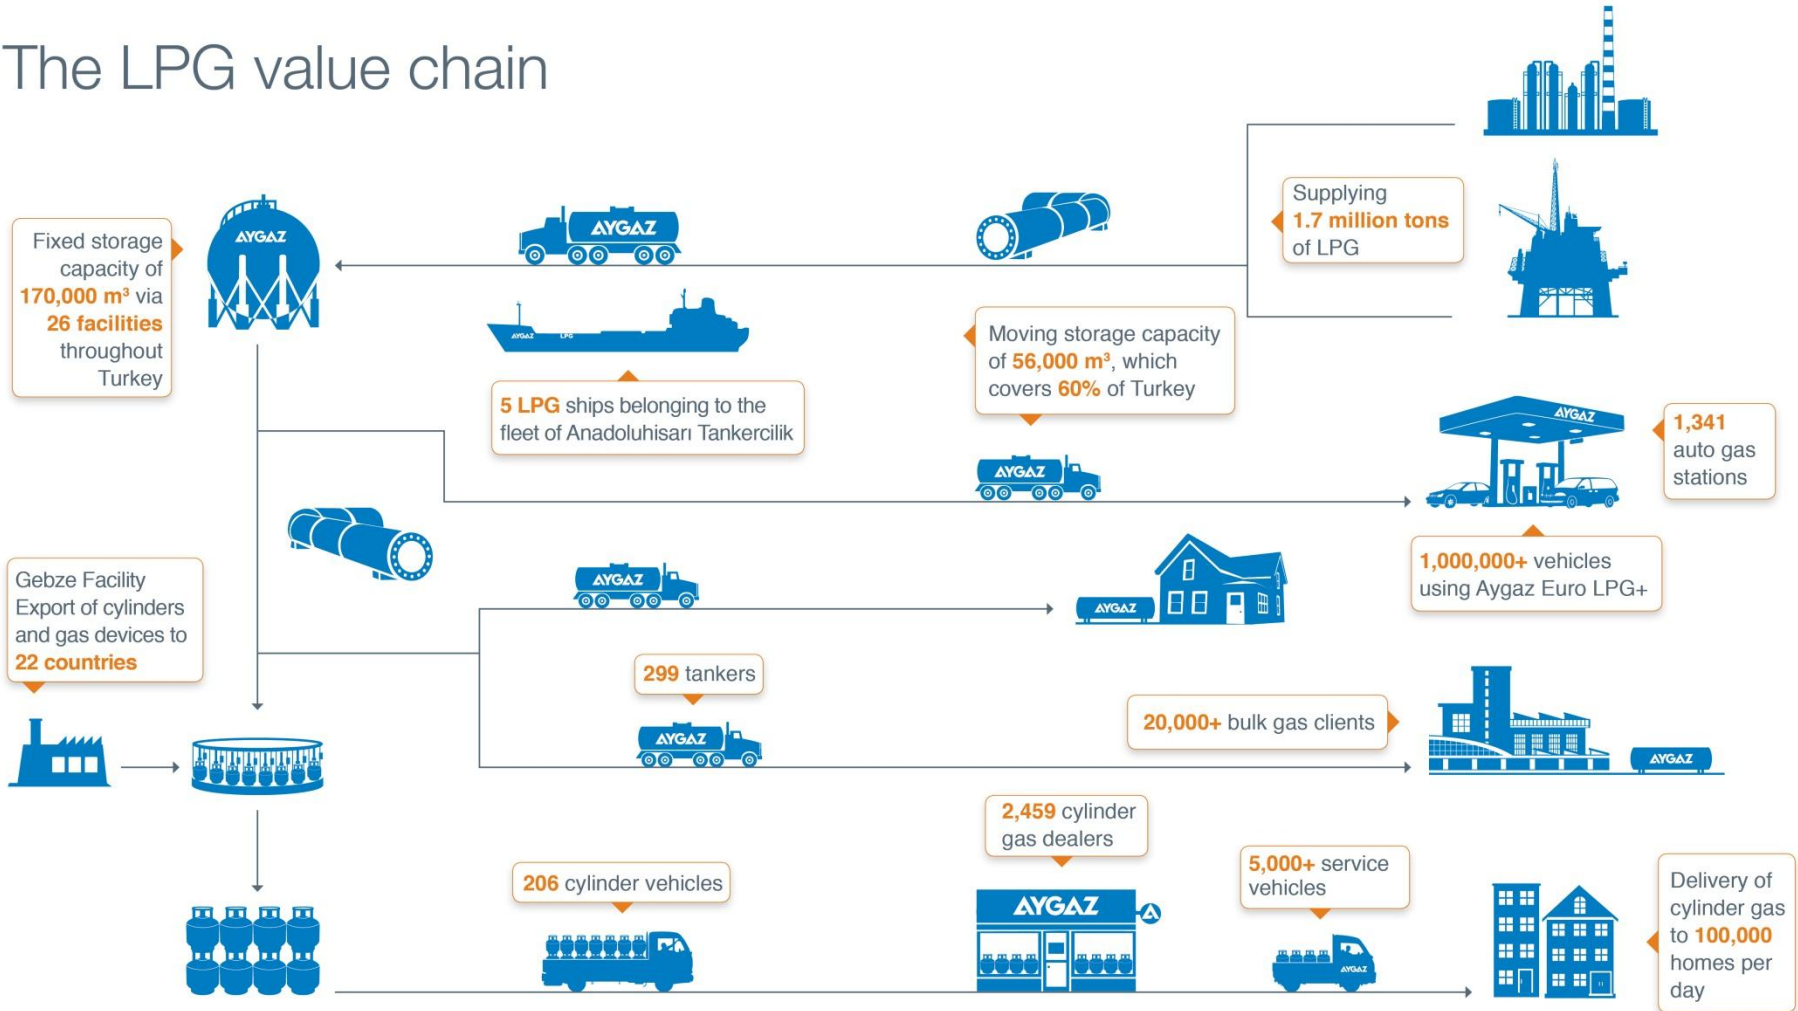 The LPG value chain
Supplying
1.7 million tons
of LPG
Fixed storage
capacity of
170,000 m³ via
26 facilities
throughout
Turkey
AYGAZ
AYGAZ
AYGAZ LPG
5 LPG ships belonging to the
fleet of Anadoluhisarı Tankercilik
Moving storage capacity
of 56,000 m³, which
covers 60% of Turkey
AYGAZ
AYGAZ
1,341
auto gas
stations
1,000,000+ vehicles
using Aygaz Euro LPG+
Gebze Facility
Export of cylinders
and gas devices to
22 countries
AYGAZ
AYGAZ
299 tankers
AYGAZ
20,000+ bulk gas clients
AYGAZ
206 cylinder vehicles
2,459 cylinder
gas dealers
AYGAZ
5,000+ service
vehicles
AYGAZ
Delivery of
cylinder gas
to 100,000
homes per
day